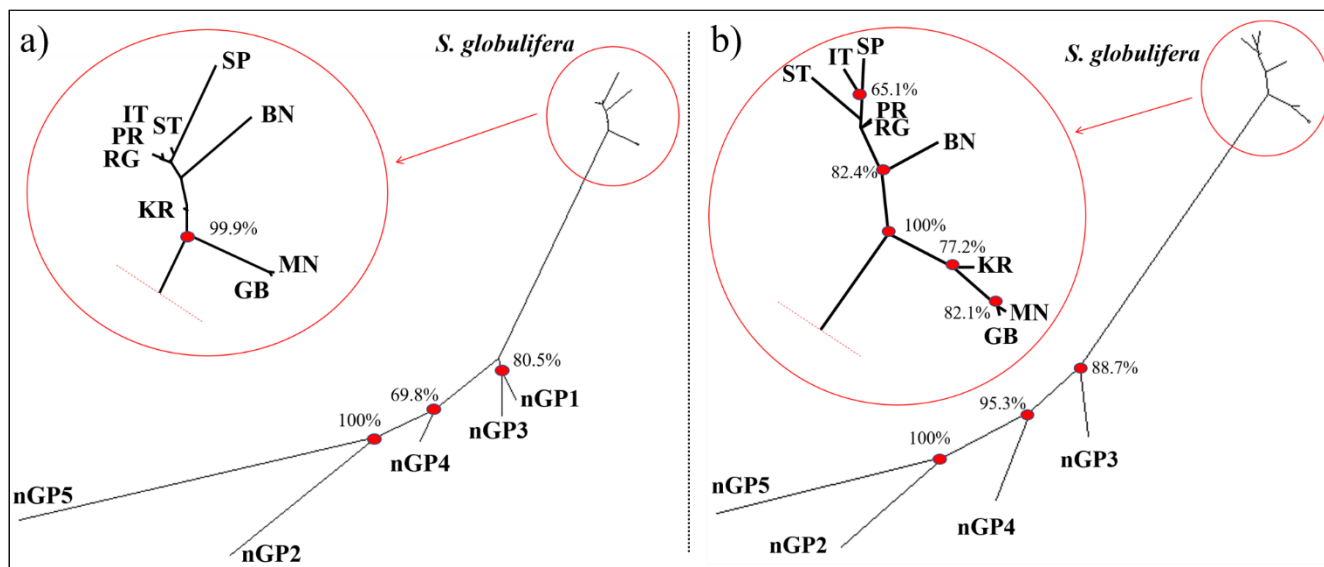 a)
S. globulifera
SP
IT
ST
BN
PR
RG
KR
99.9%
MN
GB
80.5%
69.8%
nGP1
100%
nGP3
nGP4
nGP5
nGP2
b)
S. globulifera
SP
IT
ST
65.1%
PR
RG
BN
82.4%
100%
77.2%
KR
82.1%
MN
GB
88.7%
95.3%
100%
nGP3
nGP5
nGP4
nGP2